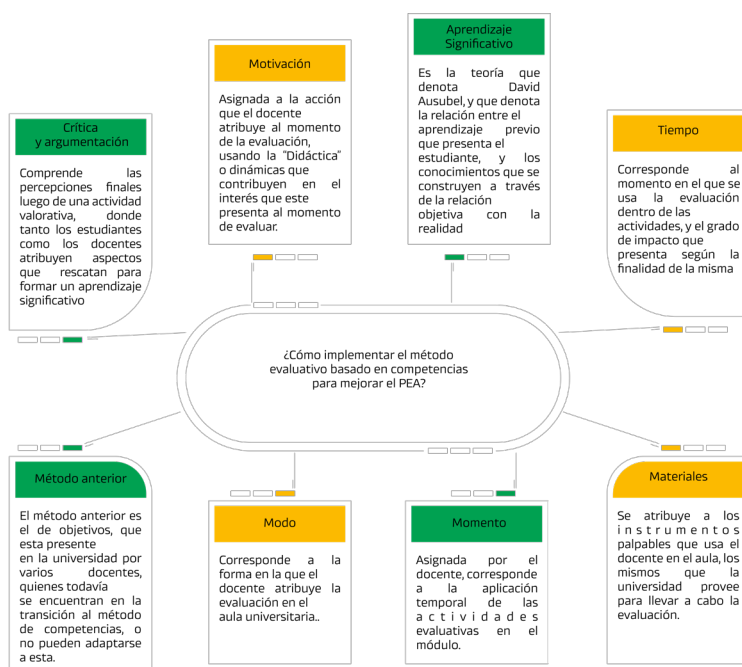 Crítica
y argumentación
Comprende las
percepciones finales
luego de una actividad
valorativa, donde
tanto los estudiantes
como los docentes
atribuyen aspectos
que rescatan para
formar un aprendizaje
significativo
Motivación
Asignada a la acción
que el docente
atribuye al momento
de la evaluación,
usando la “Didáctica”
o dinámicas que
contribuyen en el
interés que este
presenta al momento
de evaluar.
Aprendizaje
Significativo
Es la teoría que
denota David
Ausubel, y que denota
la relación entre el
aprendizaje previo
que presenta el
estudiante, y los
conocimientos que se
construyen a través
de la relación
objetiva con la
realidad
Tiempo
Corresponde al
momento en el que se
usa la evaluación
dentro de las
actividades, y el grado
de impacto que
presenta según la
finalidad de la misma
¿Cómo implementar el método
evaluativo basado en competencias
para mejorar el PEA?
Método anterior
El método anterior es
el de objetivos, que
esta presente
en la universidad por
varios docentes,
quienes todavía
se encuentran en la
transición al método
de competencias, o
no pueden adaptarse
a esta.
Modo
Corresponde a la
forma en la que el
docente atribuye la
evaluación en el
aula universitaria..
Momento
Asignada por el
docente, corresponde
a la aplicación
temporal de las
actividades
evaluativas en el
módulo.
Materiales
Se atribuye a los
instrumentos
palpables que usa el
docente en el aula, los
mismos que la
universidad provee
para llevar a cabo la
evaluación.